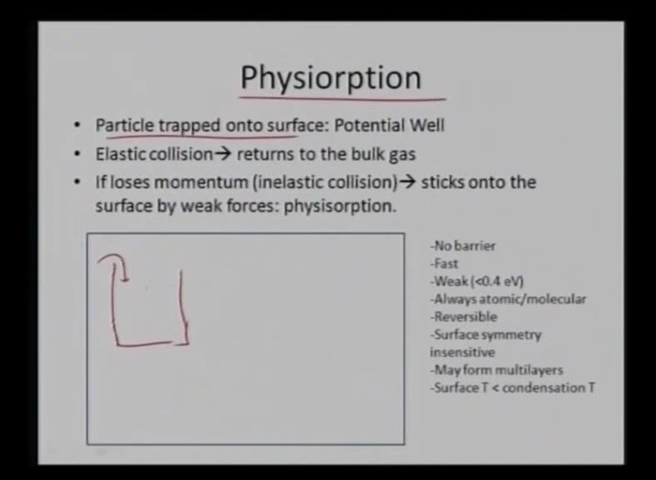 Physiorption
• Particle trapped onto surface: Potential Well
• Elastic collision→ returns to the bulk gas
• If loses momentum (inelastic collision)→ sticks onto the
surface by weak forces: physisorption.
-No barrier
-Fast
-Weak (<0.4 eV)
-Always atomic/molecular
-Reversible
-Surface symmetry
insensitive
-May form multilayers
-Surface T < condensation T